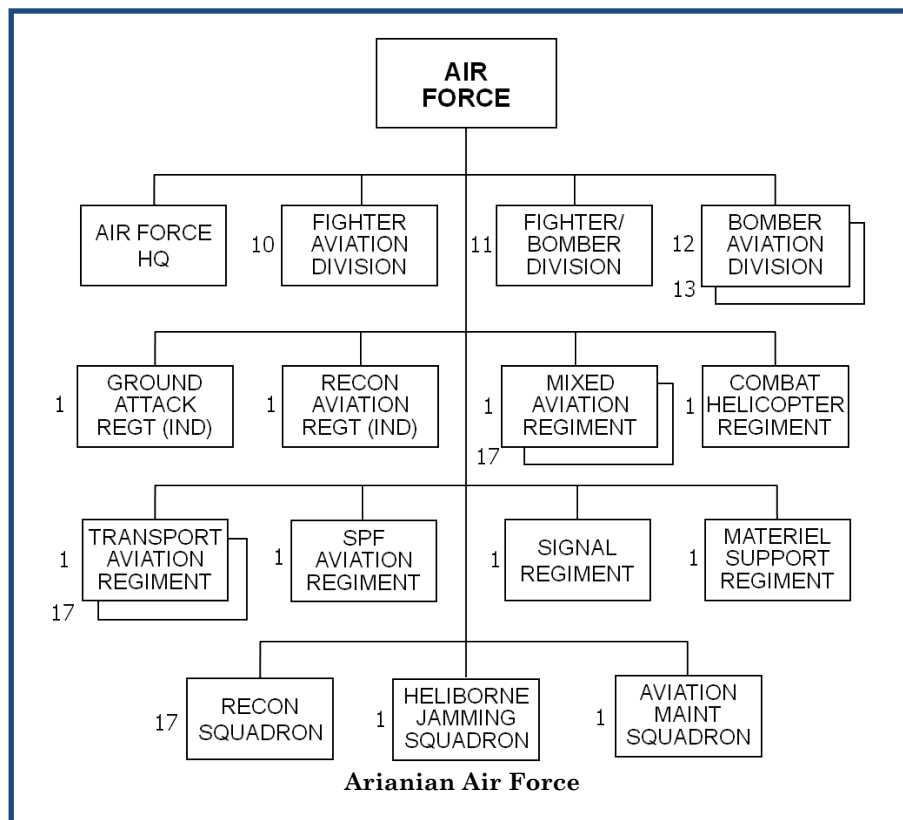 AIR
FORCE
AIR FORCE
HQ
10
FIGHTER
AVIATION
DIVISION
11
FIGHTER/
BOMBER
DIVISION
12
BOMBER
AVIATION
DIVISION
13
1
GROUND
ATTACK
REGT (IND)
1
RECON
AVIATION
REGT (IND)
1
MIXED
AVIATION
REGIMENT
17
1
COMBAT
HELICOPTER
REGIMENT
1
TRANSPORT
AVIATION
REGIMENT
17
1
SPF
AVIATION
REGIMENT
1
SIGNAL
REGIMENT
1
MATERIEL
SUPPORT
REGIMENT
17
RECON
SQUADRON
1
HELIBORNE
JAMMING
SQUADRON
1
AVIATION
MAINT
SQUADRON
Arianian Air Force